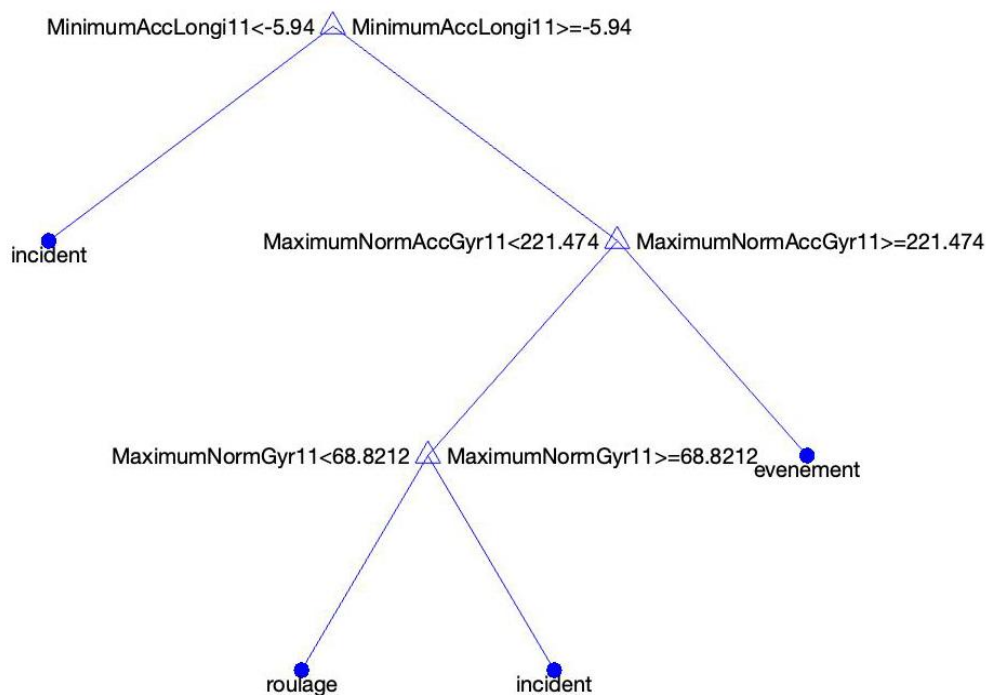 MinimumAccLongi11<-5.94 MinimumAccLongi11>=-5.94
incident
MaximumNormAccGyr11<221.474 MaximumNormAccGyr11>=221.474
MaximumNormGyr11<68.8212 MaximumNormGyr11>=68.8212
evenement
roulage incident